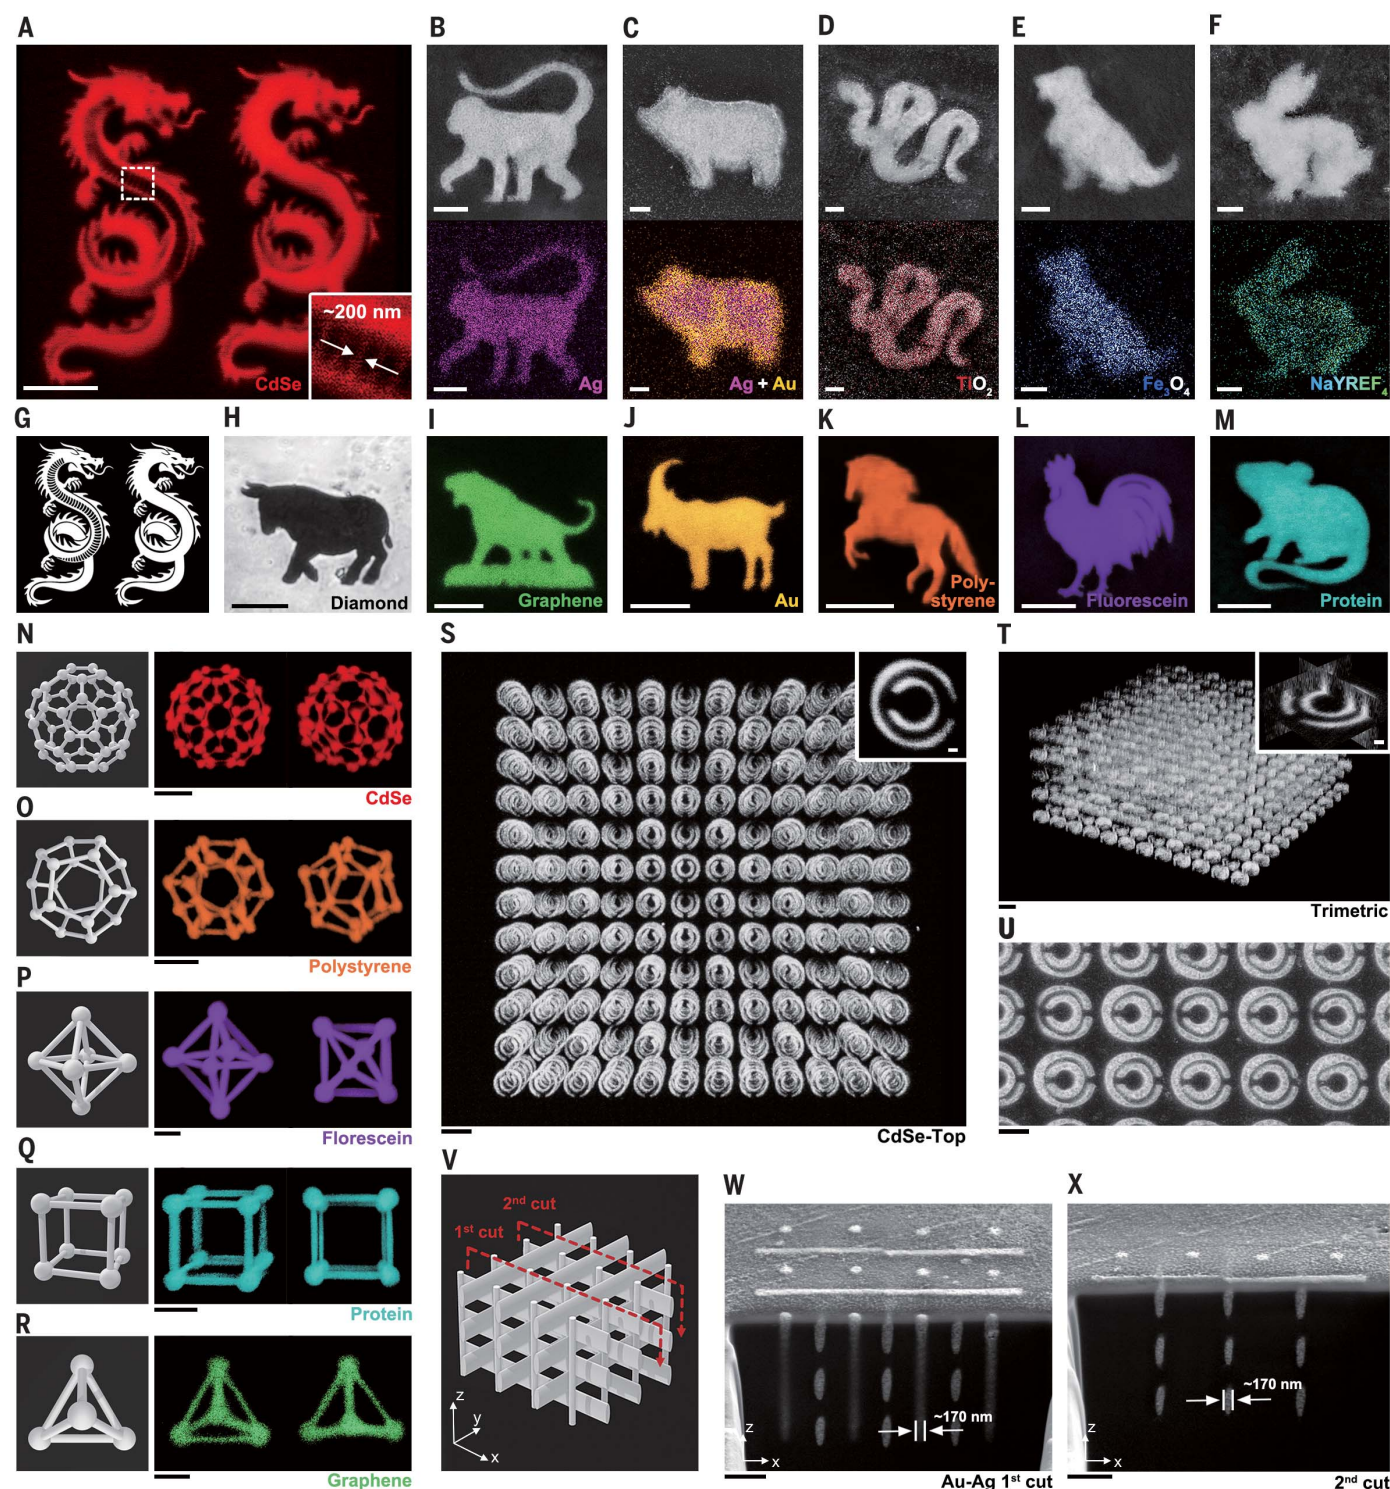 A
B
C
D
E
F
~200 nm
CdSe
Ag
Ag + Au
TiO2
Fe3O4
NaYREF4
G
H
I
J
K
L
M
Diamond
Graphene
Au
Poly-
styrene
Fluorescein
Protein
N
CdSe
O
Polystyrene
P
Florescein
Q
Protein
R
Graphene
S
CdSe-Top
T
Trimetric
U
V
2nd cut
1st cut
z
y
x
W
~170 nm
z
x
Au-Ag 1st cut
X
~170 nm
z
x
2nd cut